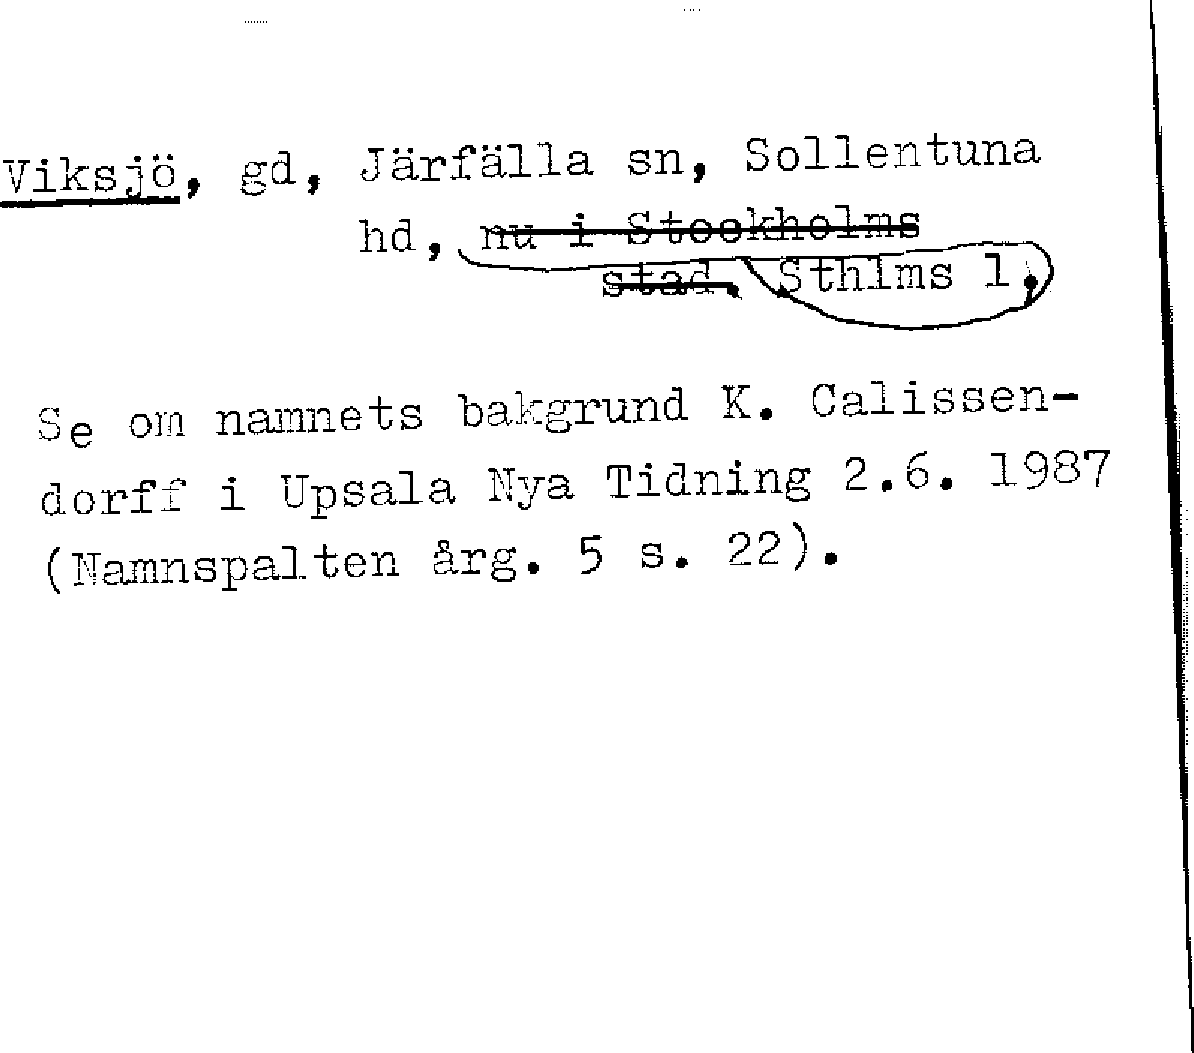 Viksjö, gd, Järfälla sn, Sollentuna
hd, nu i Stockholms
stad, Sthlms l,
Se om namnets bakgrund K. Calissen-
dorff i Upsala Nya Tidning 2.6. 1987
(Namnspalten årg. 5 s. 22).